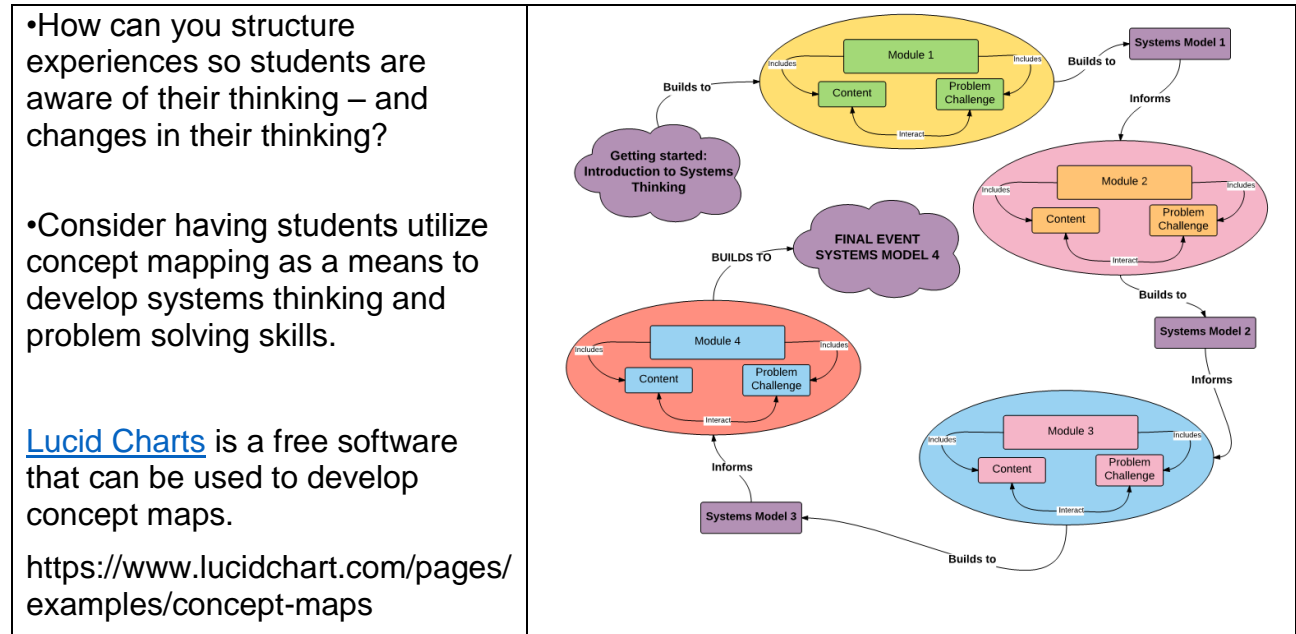 •How can you structure
experiences so students are
aware of their thinking – and
changes in their thinking?
•Consider having students utilize
concept mapping as a means to
develop systems thinking and
problem solving skills.
Lucid Charts is a free software
that can be used to develop
concept maps.
https://www.lucidchart.com/pages/
examples/concept-maps
Getting started:
Introduction to Systems
Thinking
Builds to
Module 1
Includes
Includes
Content
Problem
Challenge
Interact
Builds to
Systems Model 1
Informs
Module 2
Includes
Includes
Content
Problem
Challenge
Interact
Builds to
Systems Model 2
Informs
Module 3
Includes
Includes
Content
Problem
Challenge
Interact
Builds to
Systems Model 3
Informs
Module 4
Includes
Includes
Content
Problem
Challenge
Interact
BUILDS TO
FINAL EVENT
SYSTEMS MODEL 4